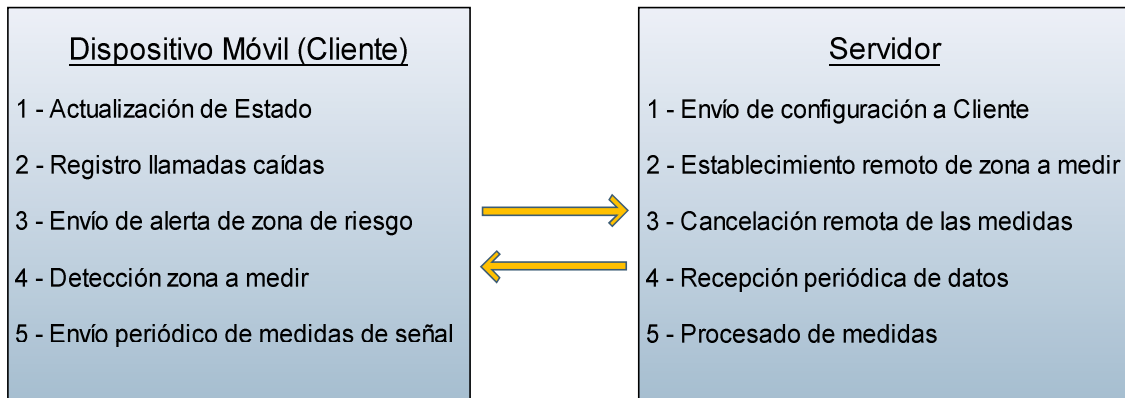 Dispositivo Móvil (Cliente)
1 - Actualización de Estado
2 - Registro llamadas caídas
3 - Envío de alerta de zona de riesgo
4 - Detección zona a medir
5 - Envío periódico de medidas de señal
Servidor
1 - Envío de configuración a Cliente
2 - Establecimiento remoto de zona a medir
3 - Cancelación remota de las medidas
4 - Recepción periódica de datos
5 - Procesado de medidas